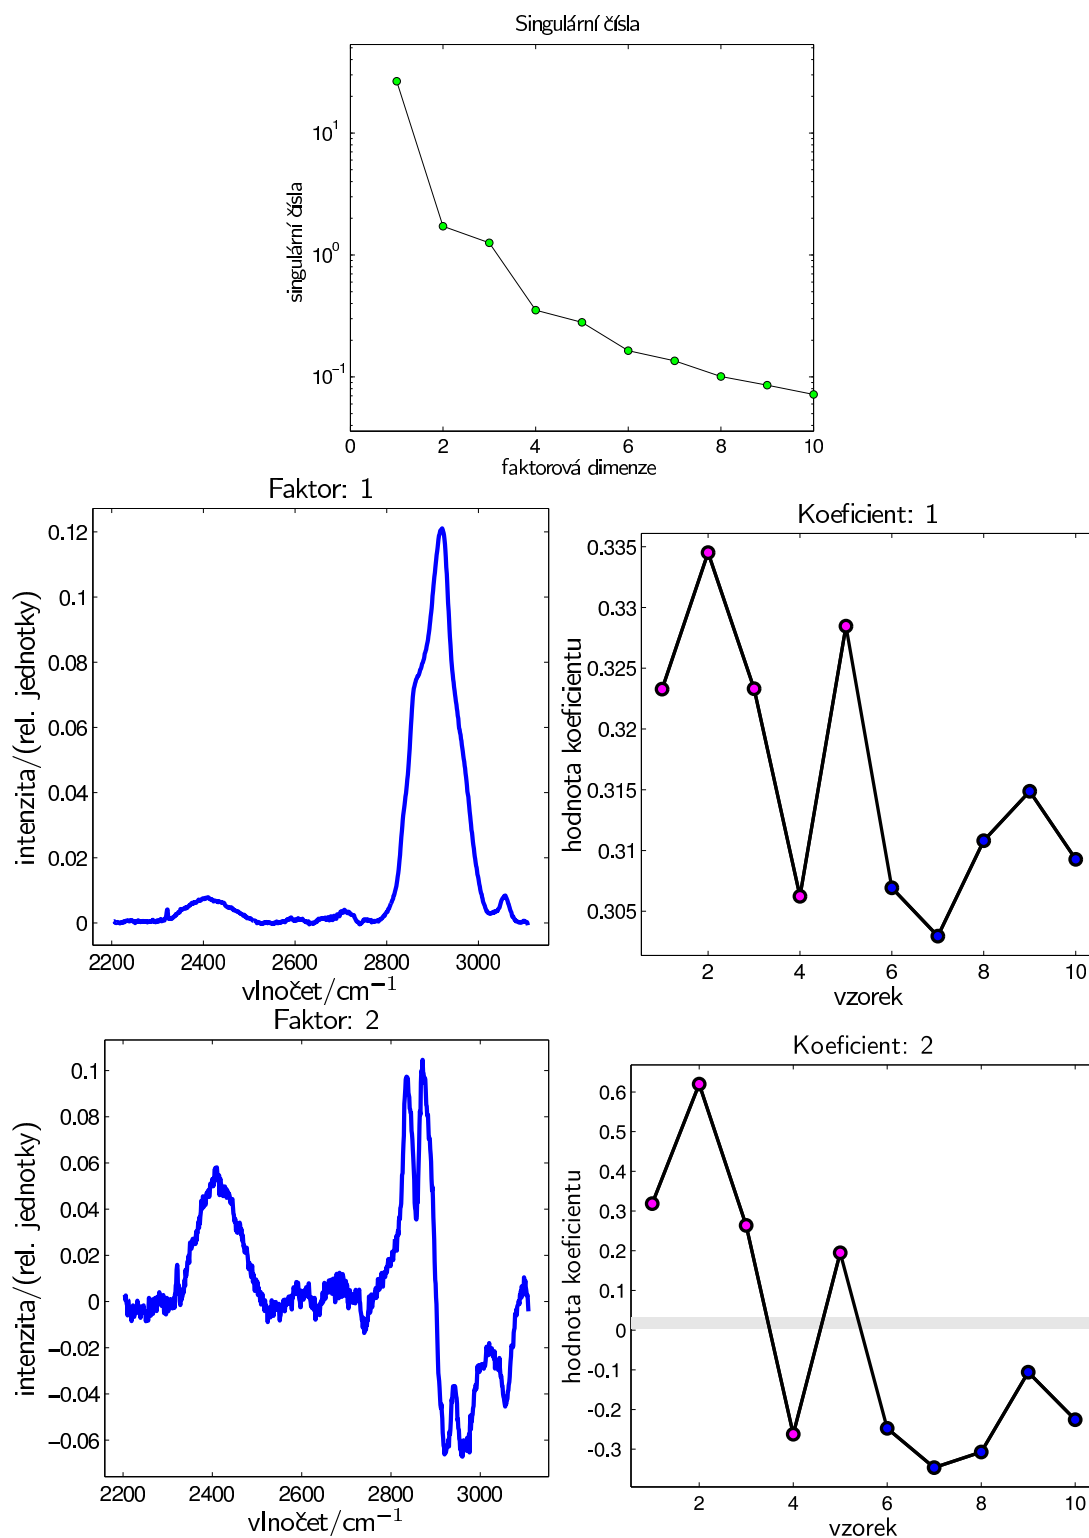 Singulární čísla
singulární čísla
10^1
10^0
10^−1
0 2 4 6 8 10
faktorová dimenze
Faktor: 1
intenzita/(rel. jednotky)
0.12
0.1
0.08
0.06
0.04
0.02
0
2200 2400 2600 2800 3000
vlnočet/cm−1
Koeficient: 1
hodnota koeficientu
0.335
0.33
0.325
0.32
0.315
0.31
0.305
2 4 6 8 10
vzorek
Faktor: 2
intenzita/(rel. jednotky)
0.1
0.08
0.06
0.04
0.02
0
−0.02
−0.04
−0.06
2200 2400 2600 2800 3000
vlnočet/cm−1
Koeficient: 2
hodnota koeficientu
0.6
0.5
0.4
0.3
0.2
0.1
0
-0.1
-0.2
-0.3
2 4 6 8 10
vzorek